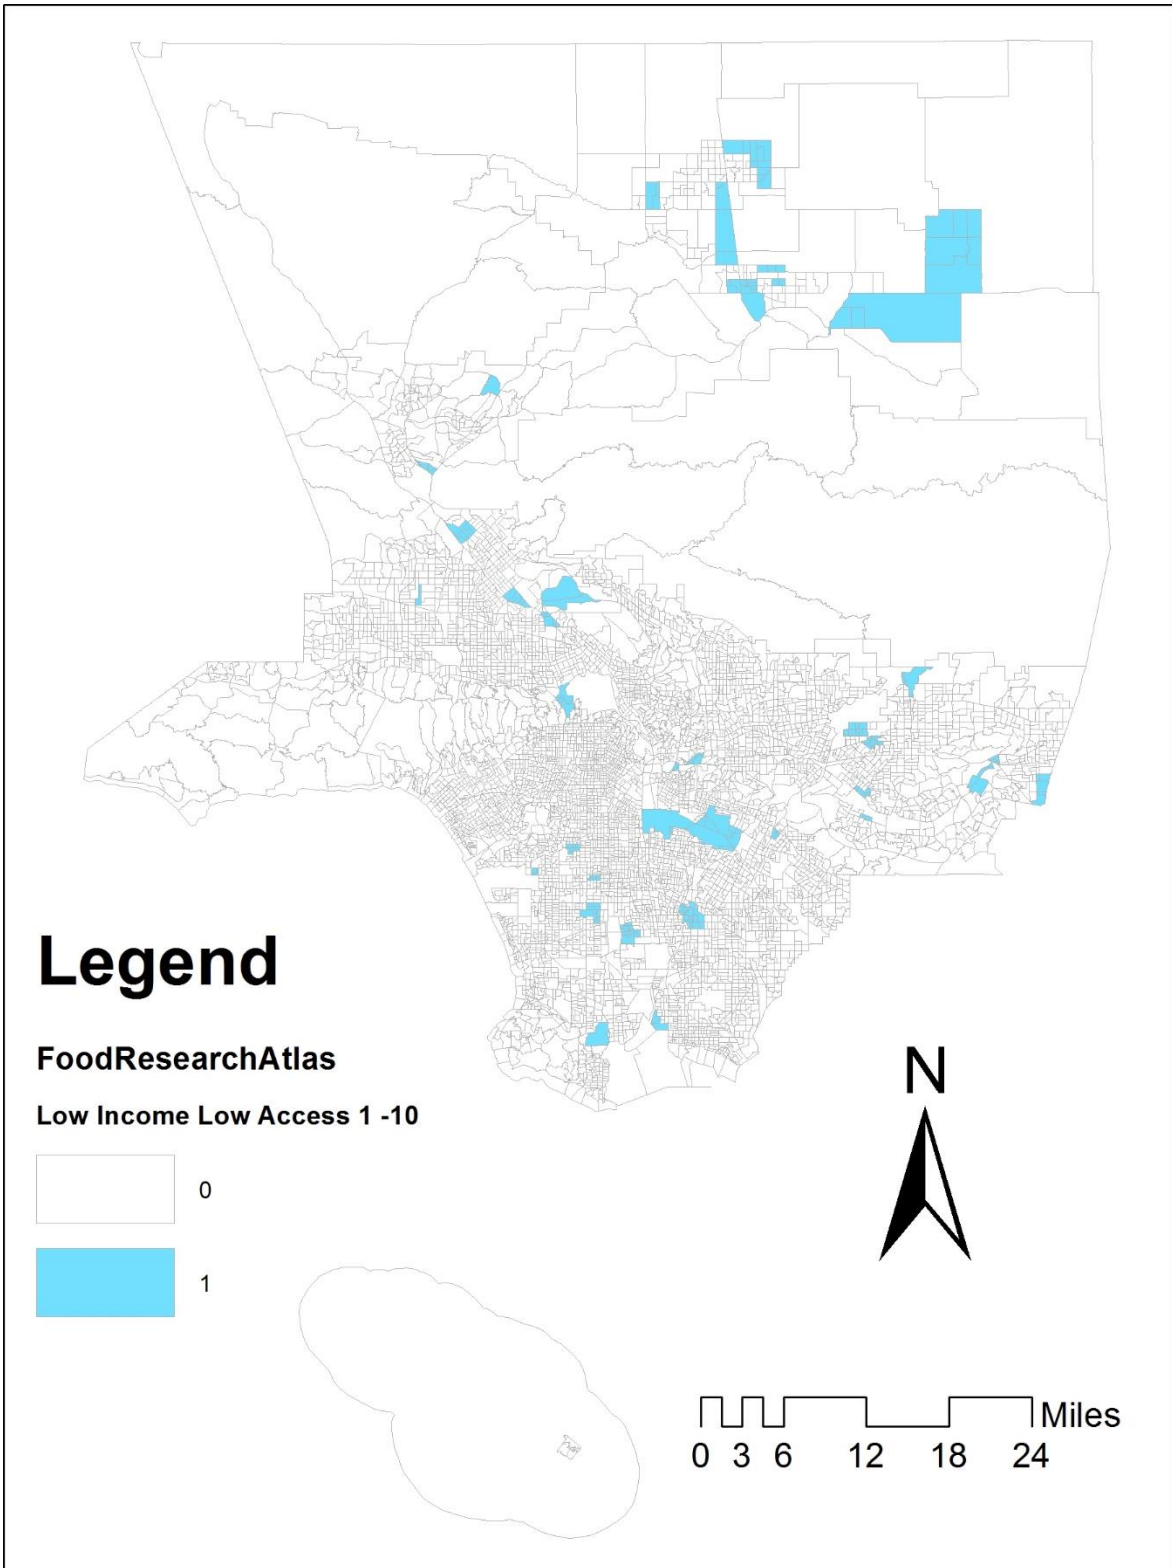 Legend
FoodResearchAtlas
Low Income Low Access 1 -10
0
1
N
Miles
0 3 6 12 18 24